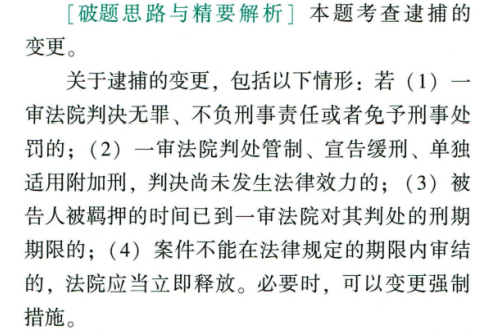 [破题思路与精要解析] 本题考查逮捕的
变更。
关于逮捕的变更，包括以下情形：若（1）一
审法院判决无罪、不负刑事责任或者免予刑事处
罚的；（2）一审法院判处管制、宣告缓刑、单独
适用附加刑，判决尚未发生法律效力的；（3）被
告人被羁押的时间已到一审法院对其判处的刑期
期限的；（4）案件不能在法律规定的期限内审结
的，法院应当立即释放。必要时，可以变更强制
措施。